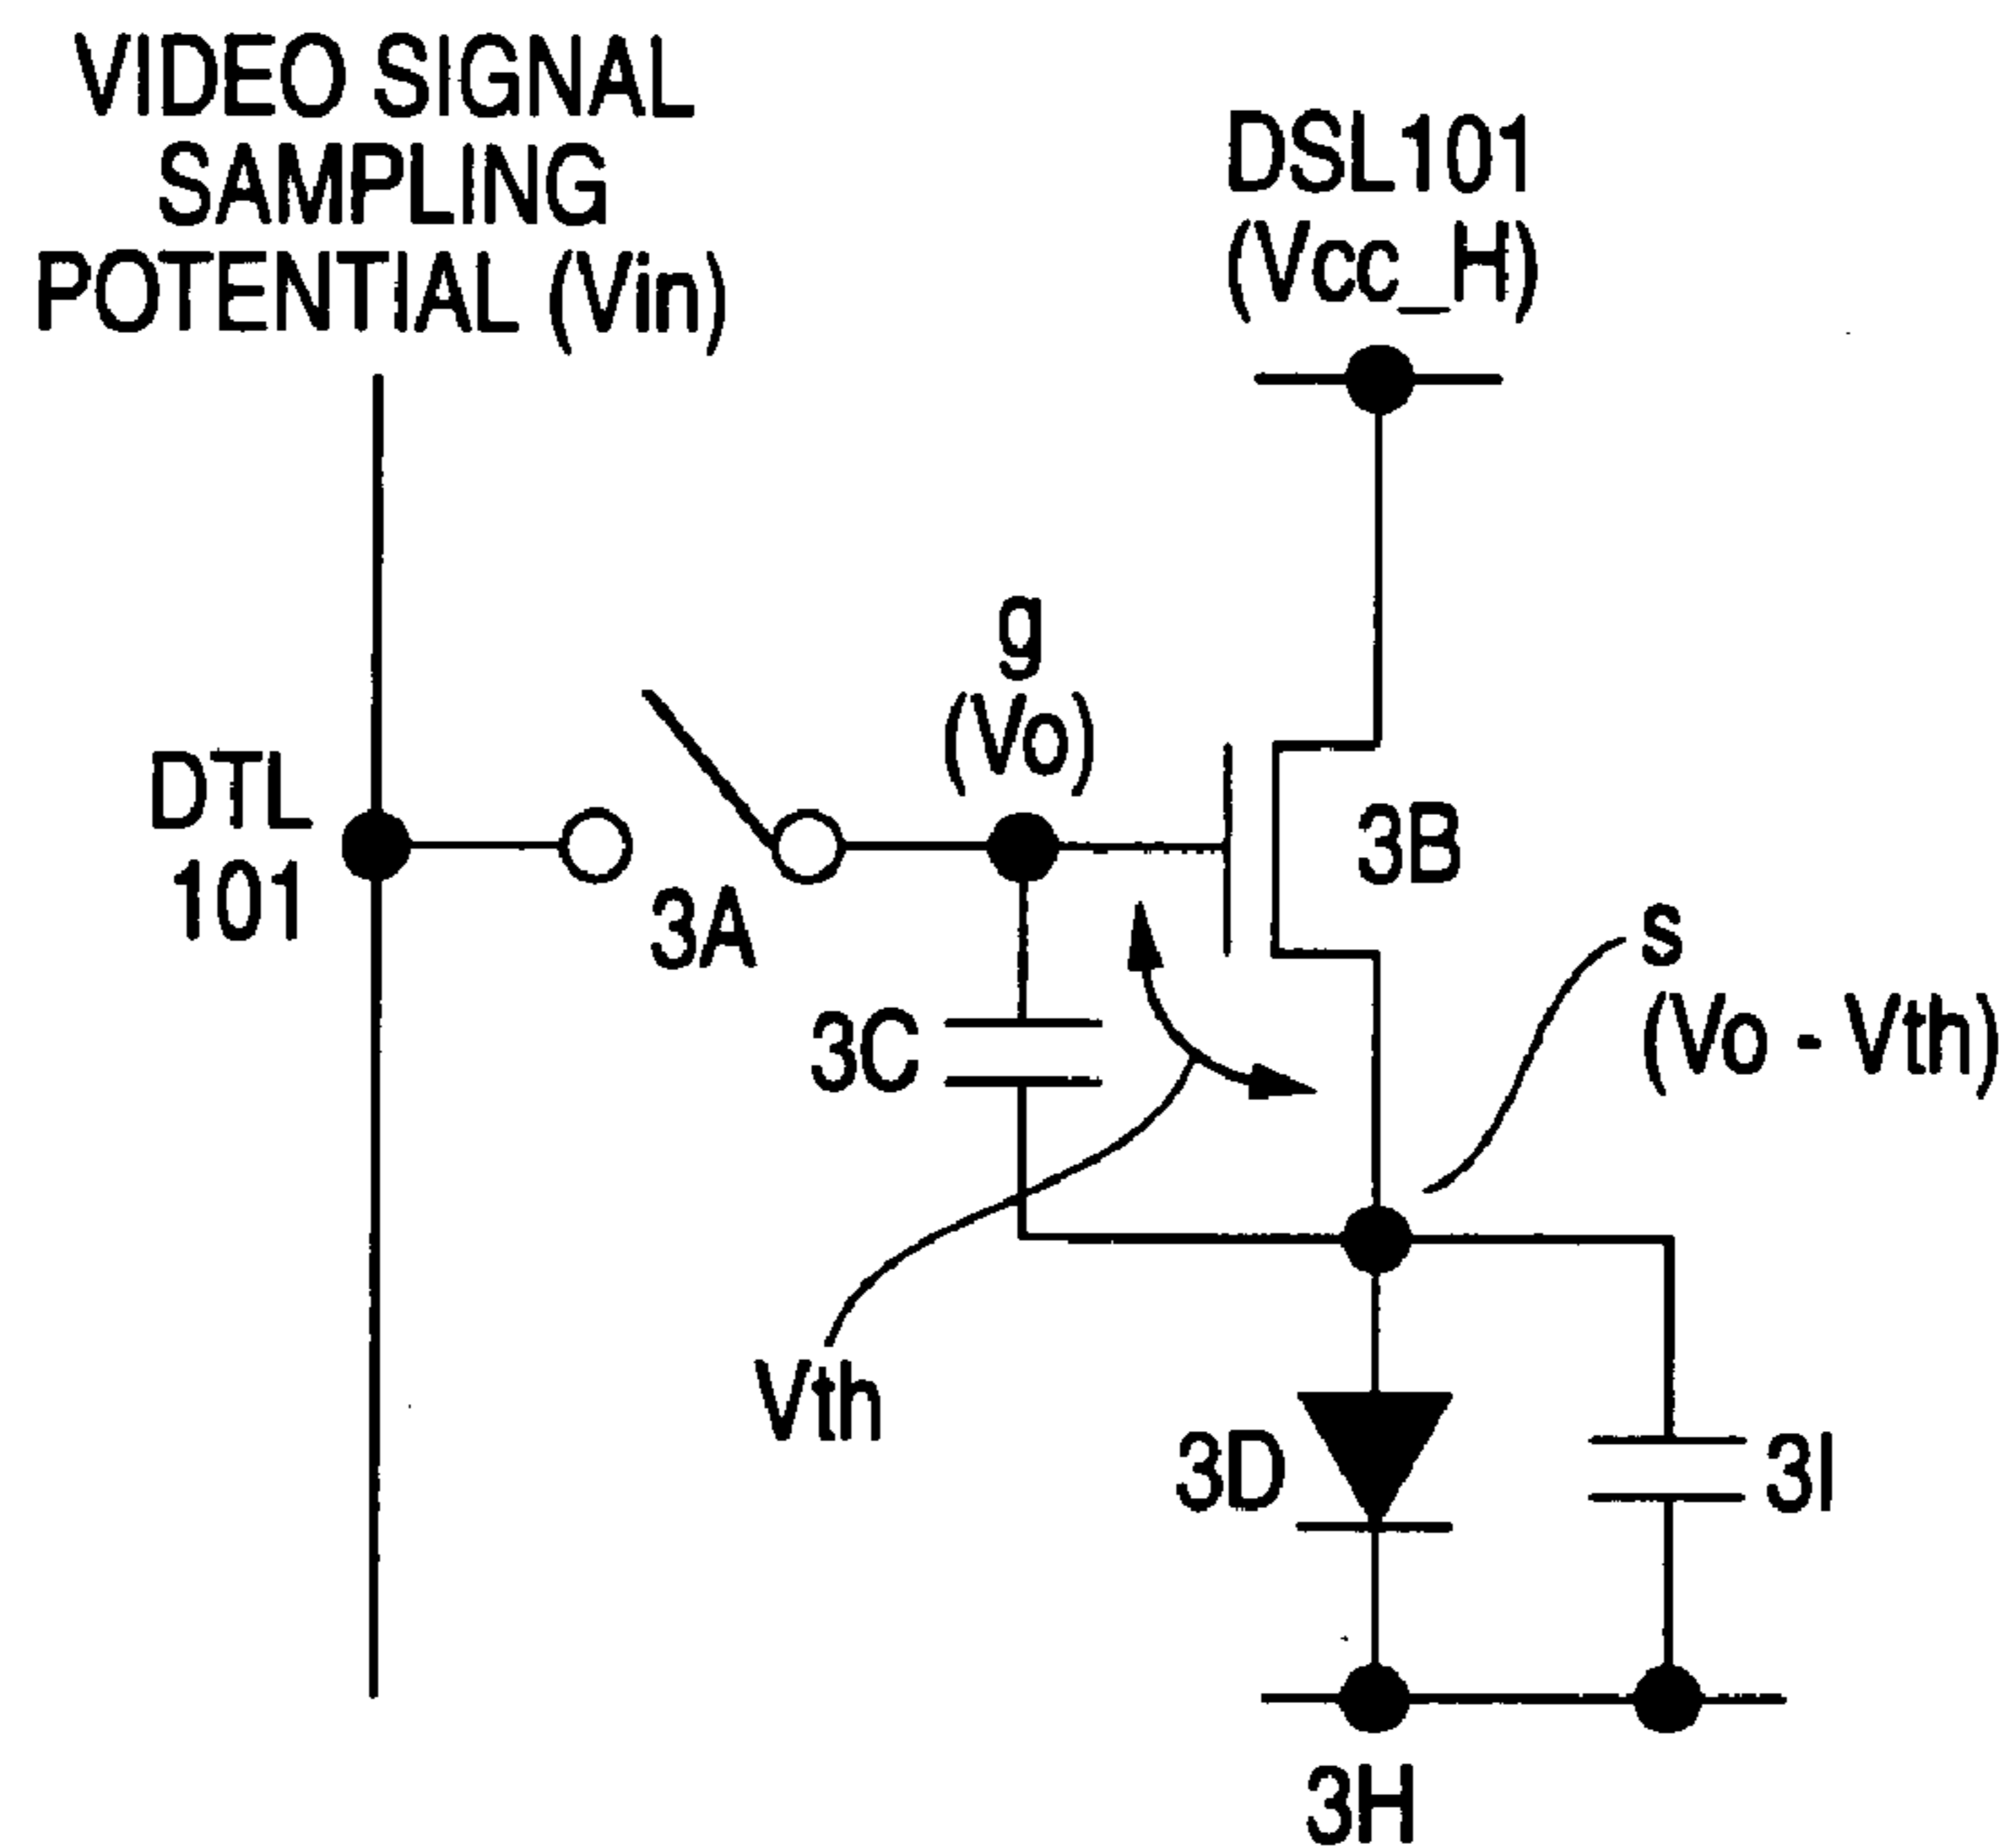 VIDEO SIGNAL
SAMPLING
POTENTIAL (Vin)
DSL101
(Vcc_H)
g
(Vo)
DTL
101
3A
3B
s
(Vo - Vth)
3C
Vth
3D
3I
3H